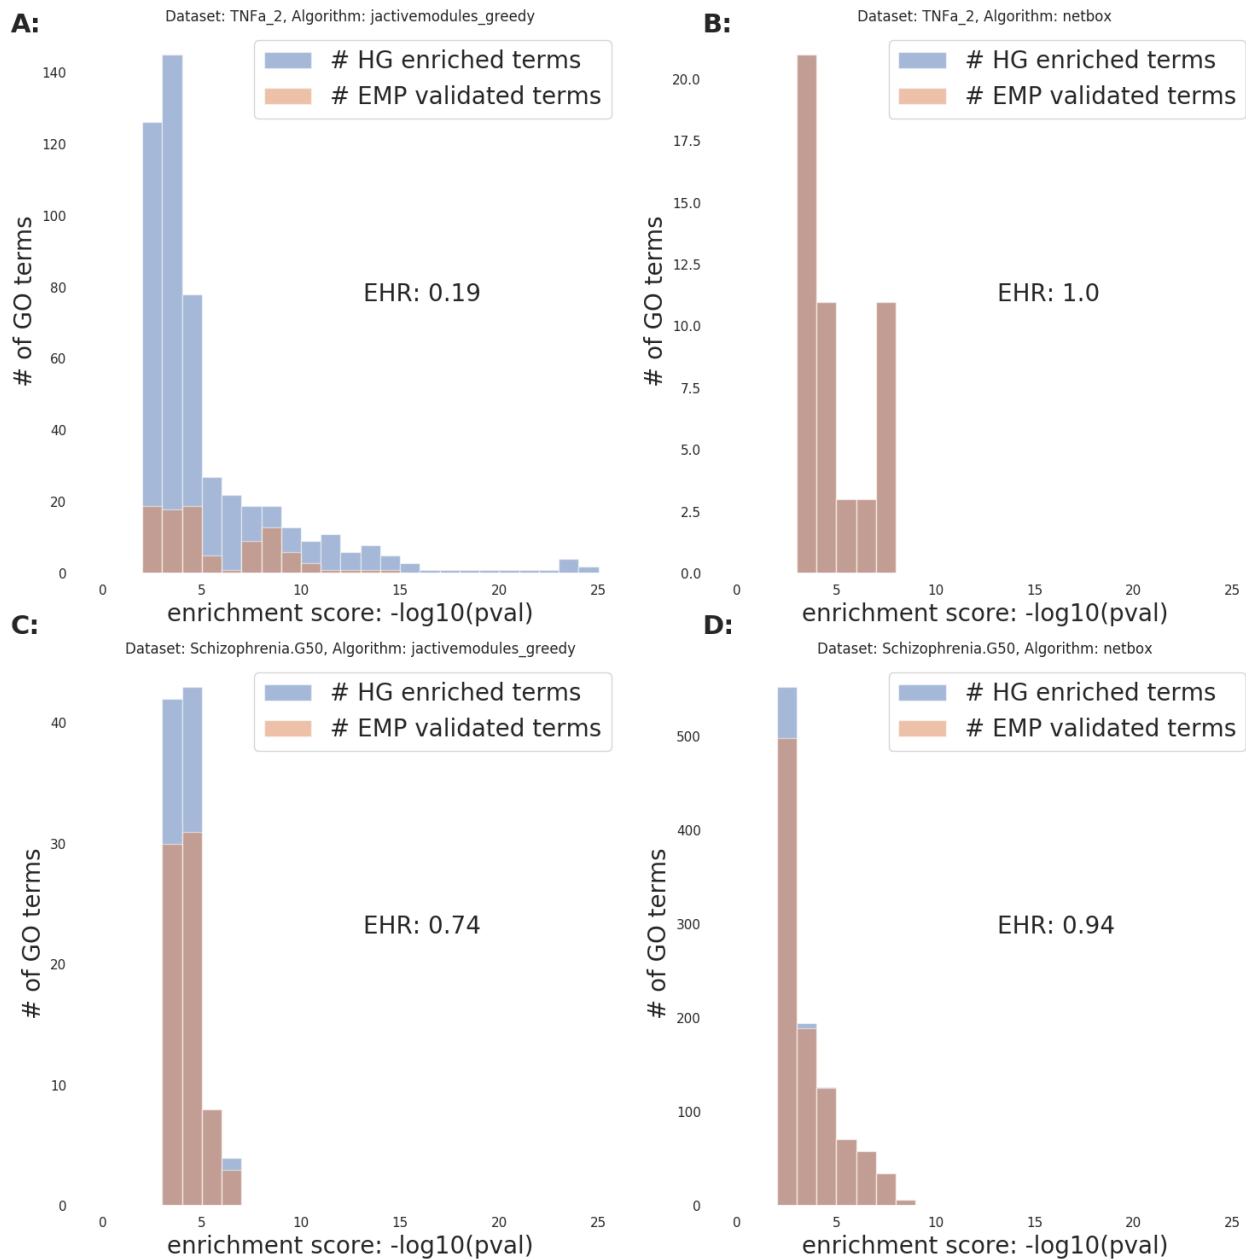 A:
Dataset: TNFa_2, Algorithm: jactivemodules_greedy
# HG enriched terms
# EMP validated terms
# of GO terms
140
120
100
80
60
40
20
0
EHR: 0.19
0 5 10 15 20 25
enrichment score: -log10(pval)
B:
Dataset: TNFa_2, Algorithm: netbox
# HG enriched terms
# EMP validated terms
# of GO terms
20.0
17.5
15.0
12.5
10.0
7.5
5.0
2.5
0.0
EHR: 1.0
0 5 10 15 20 25
enrichment score: -log10(pval)
C:
Dataset: Schizophrenia.G50, Algorithm: jactivemodules_greedy
# HG enriched terms
# EMP validated terms
# of GO terms
40
30
20
10
0
EHR: 0.74
0 5 10 15 20 25
enrichment score: -log10(pval)
D:
Dataset: Schizophrenia.G50, Algorithm: netbox
# HG enriched terms
# EMP validated terms
# of GO terms
500
400
300
200
100
0
EHR: 0.94
0 5 10 15 20 25
enrichment score: -log10(pval)